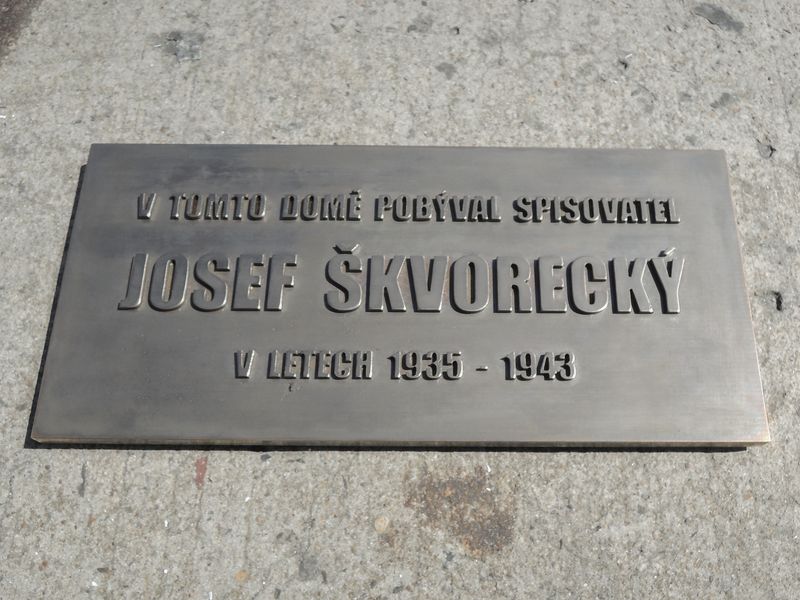 V TOMTO DOMĚ POBÝVAL SPISOVATEL
JOSEF ŠKVORECKÝ
V LETECH 1935 - 1943